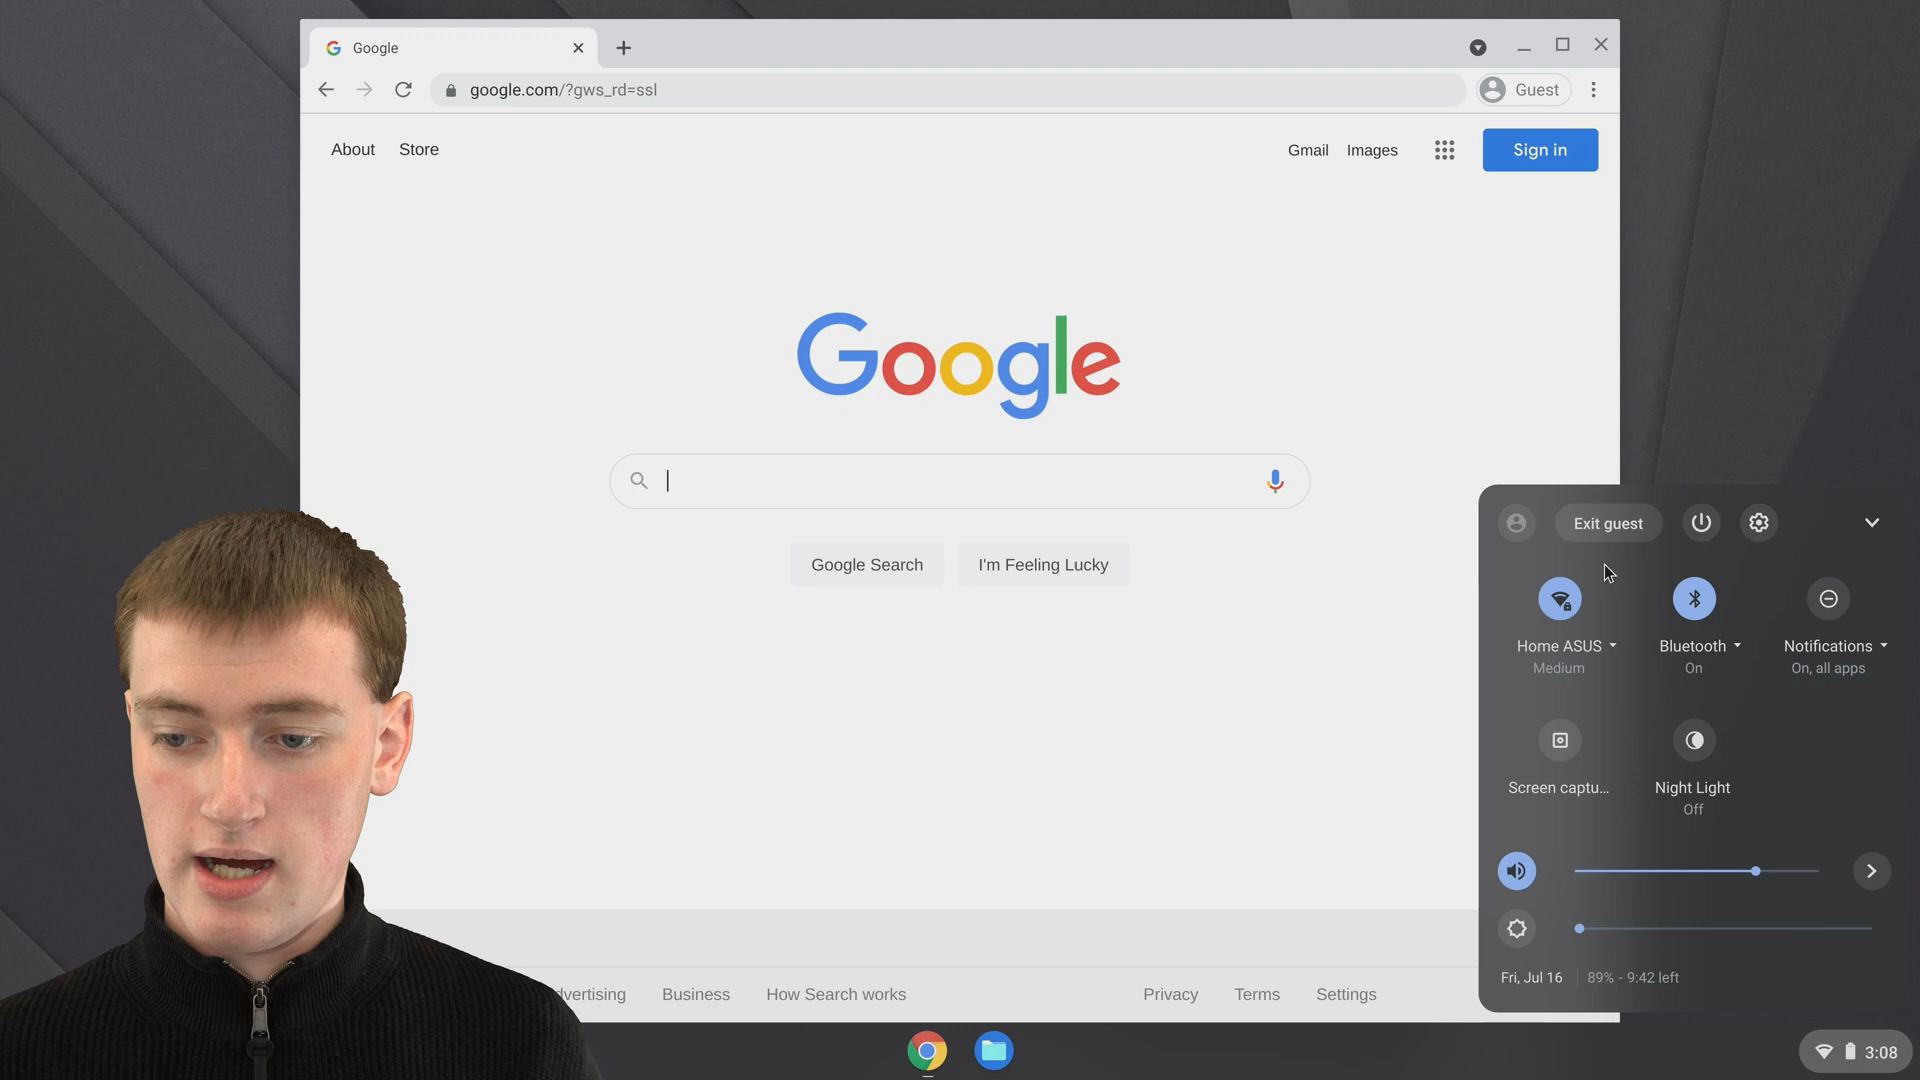 Google
google.com/?gws_rd=ssl
Guest
About
Store
Gmail
Images
Sign in
Google
Google Search
I'm Feeling Lucky
Exit guest
Home ASUS
Medium
Bluetooth
On
Notifications
On, all apps
Screen captu...
Night Light
Off
Fri, Jul 16
89% - 9:42 left
dvertising
Business
How Search works
Privacy
Terms
Settings
3:08